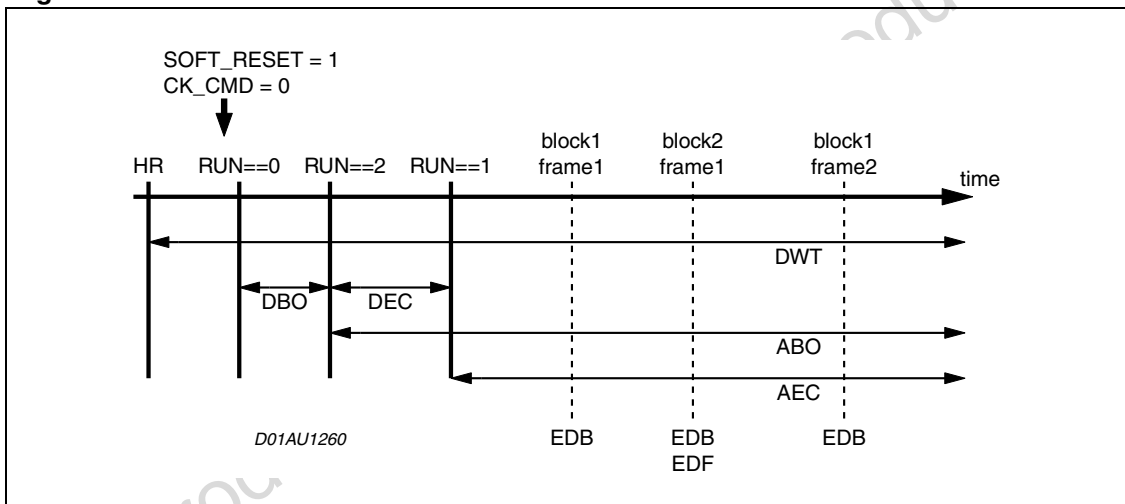 SOFT_RESET = 1
CK_CMD = 0
HR RUN==0 RUN==2 RUN==1
block1
frame1
block2
frame1
block1
frame2
time
DWT
DBO DEC
ABO
AEC
D01AU1260
EDB
EDB
EDF
EDB